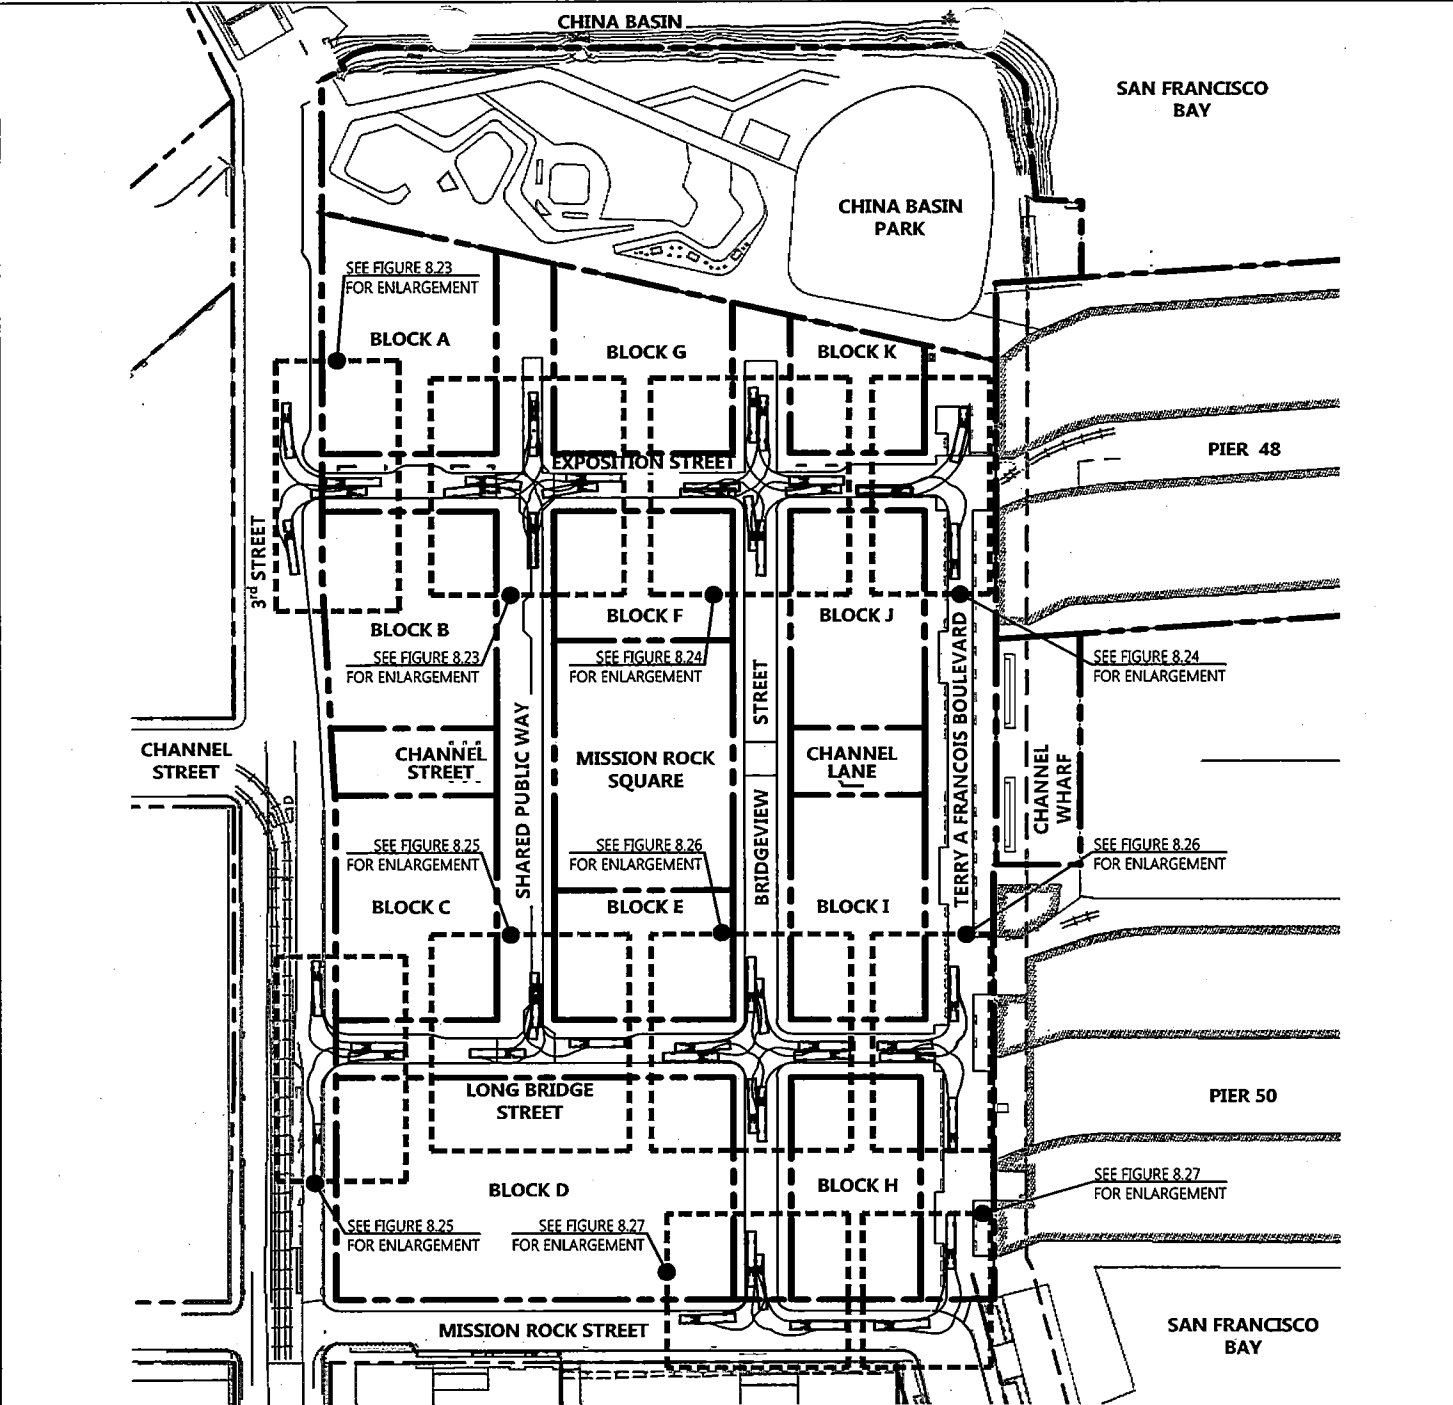 CHINA BASIN
SAN FRANCISCO
BAY
CHINA BASIN
PARK
SEE FIGURE 8.23
FOR ENLARGEMENT
BLOCK A
BLOCK G
BLOCK K
PIER 48
EXPOSITION STREET
3rd STREET
BLOCK B
BLOCK F
BLOCK J
SEE FIGURE 8.23
FOR ENLARGEMENT
SEE FIGURE 8.24
FOR ENLARGEMENT
SEE FIGURE 8.24
FOR ENLARGEMENT
CHANNEL
STREET
CHANNEL
STREET
SHARED PUBLIC WAY
MISSION ROCK
SQUARE
BRIDGEVIEW STREET
CHANNEL
LANE
TERRY A FRANCOIS BOULEVARD
CHANNEL
WHARF
SEE FIGURE 8.25
FOR ENLARGEMENT
SEE FIGURE 8.26
FOR ENLARGEMENT
SEE FIGURE 8.26
FOR ENLARGEMENT
BLOCK C
BLOCK E
BLOCK I
LONG BRIDGE
STREET
PIER 50
BLOCK D
BLOCK H
SEE FIGURE 8.27
FOR ENLARGEMENT
SEE FIGURE 8.25
FOR ENLARGEMENT
SEE FIGURE 8.27
FOR ENLARGEMENT
MISSION ROCK STREET
SAN FRANCISCO
BAY